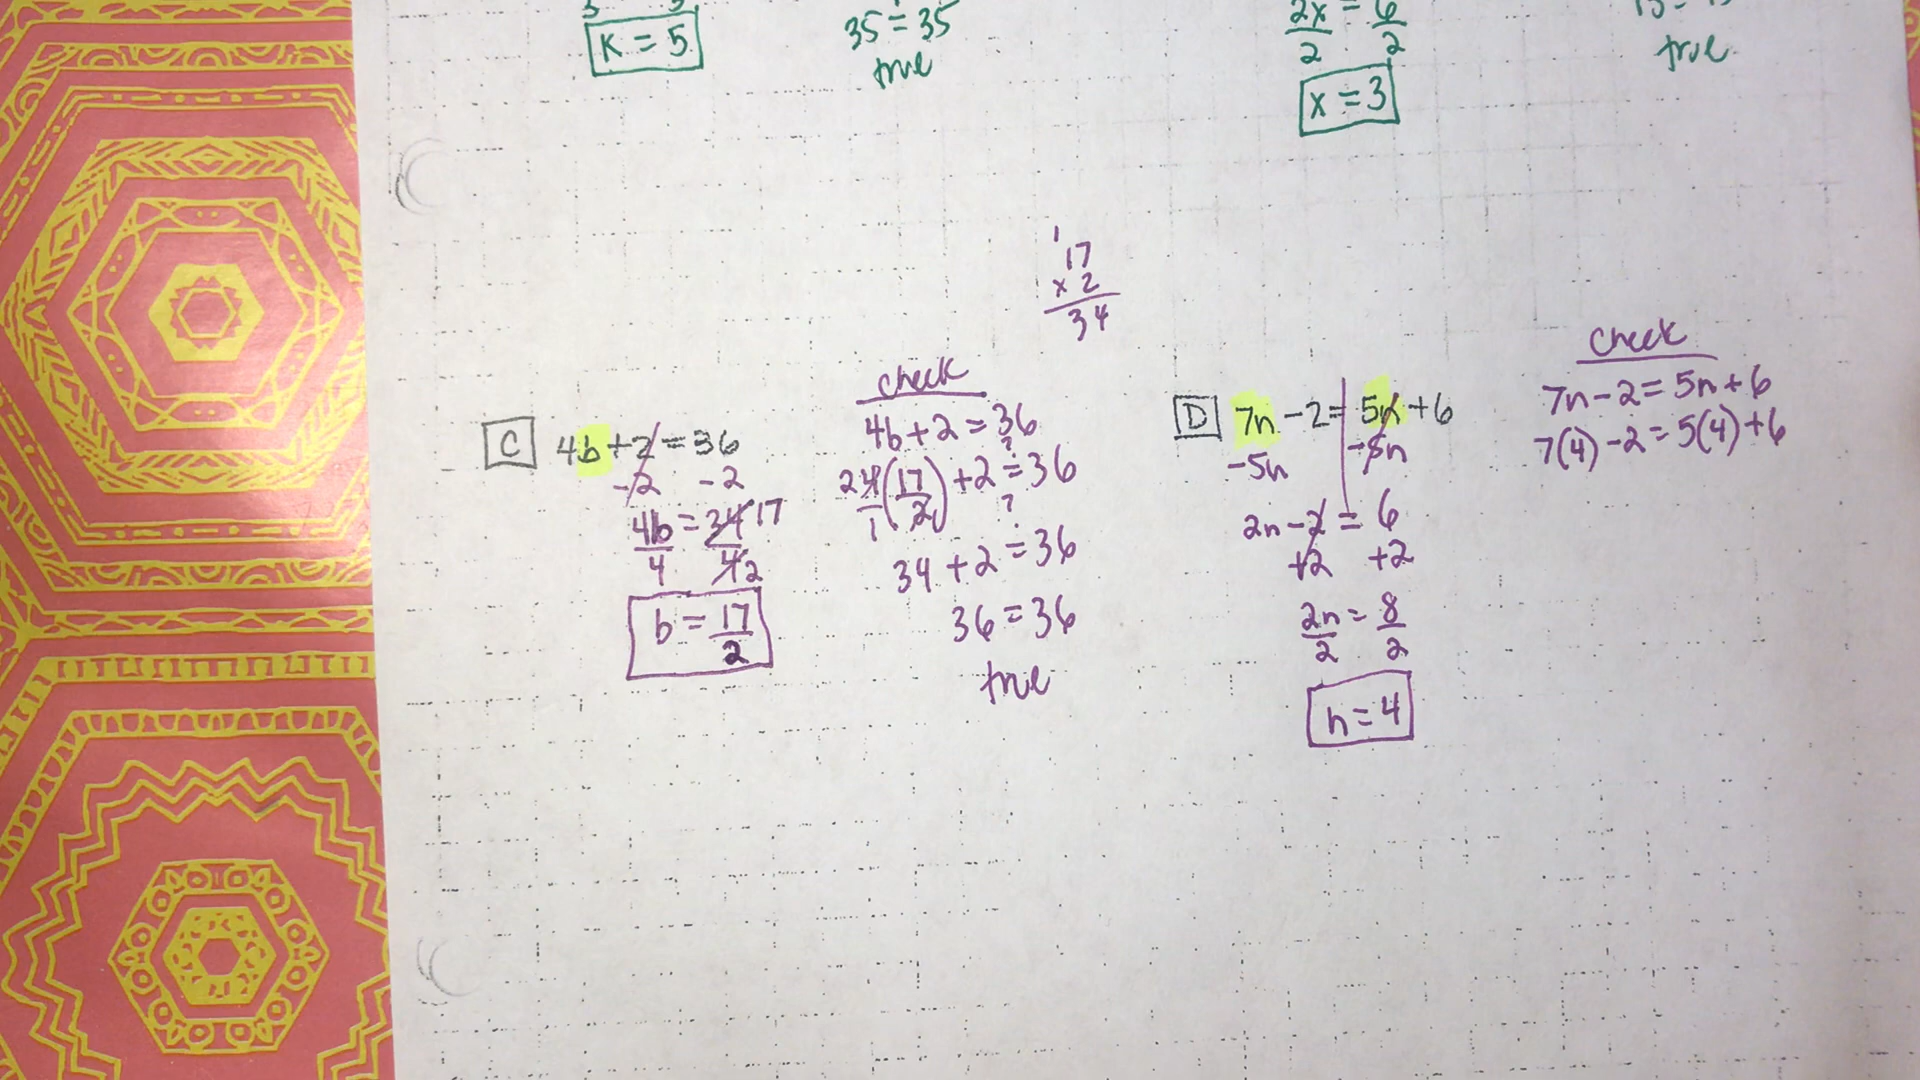 K = 5
35 = 35
true
2x = 6
2 2
x = 3
true
1
17
x 2
34
C 4b + 2 = 36
-2 -2
4b = 34 17
4 4 2
b = 17
2
check
4b + 2 = 36
2 4 (17) + 2 ?= 36
1 2
34 + 2 ?= 36
36 = 36
true
D 7n - 2 = 5n + 6
-5n -5n
2n - 2 = 6
+2 +2
2n = 8
2 2
n = 4
check
7n - 2 = 5n + 6
7(4) - 2 = 5(4) + 6